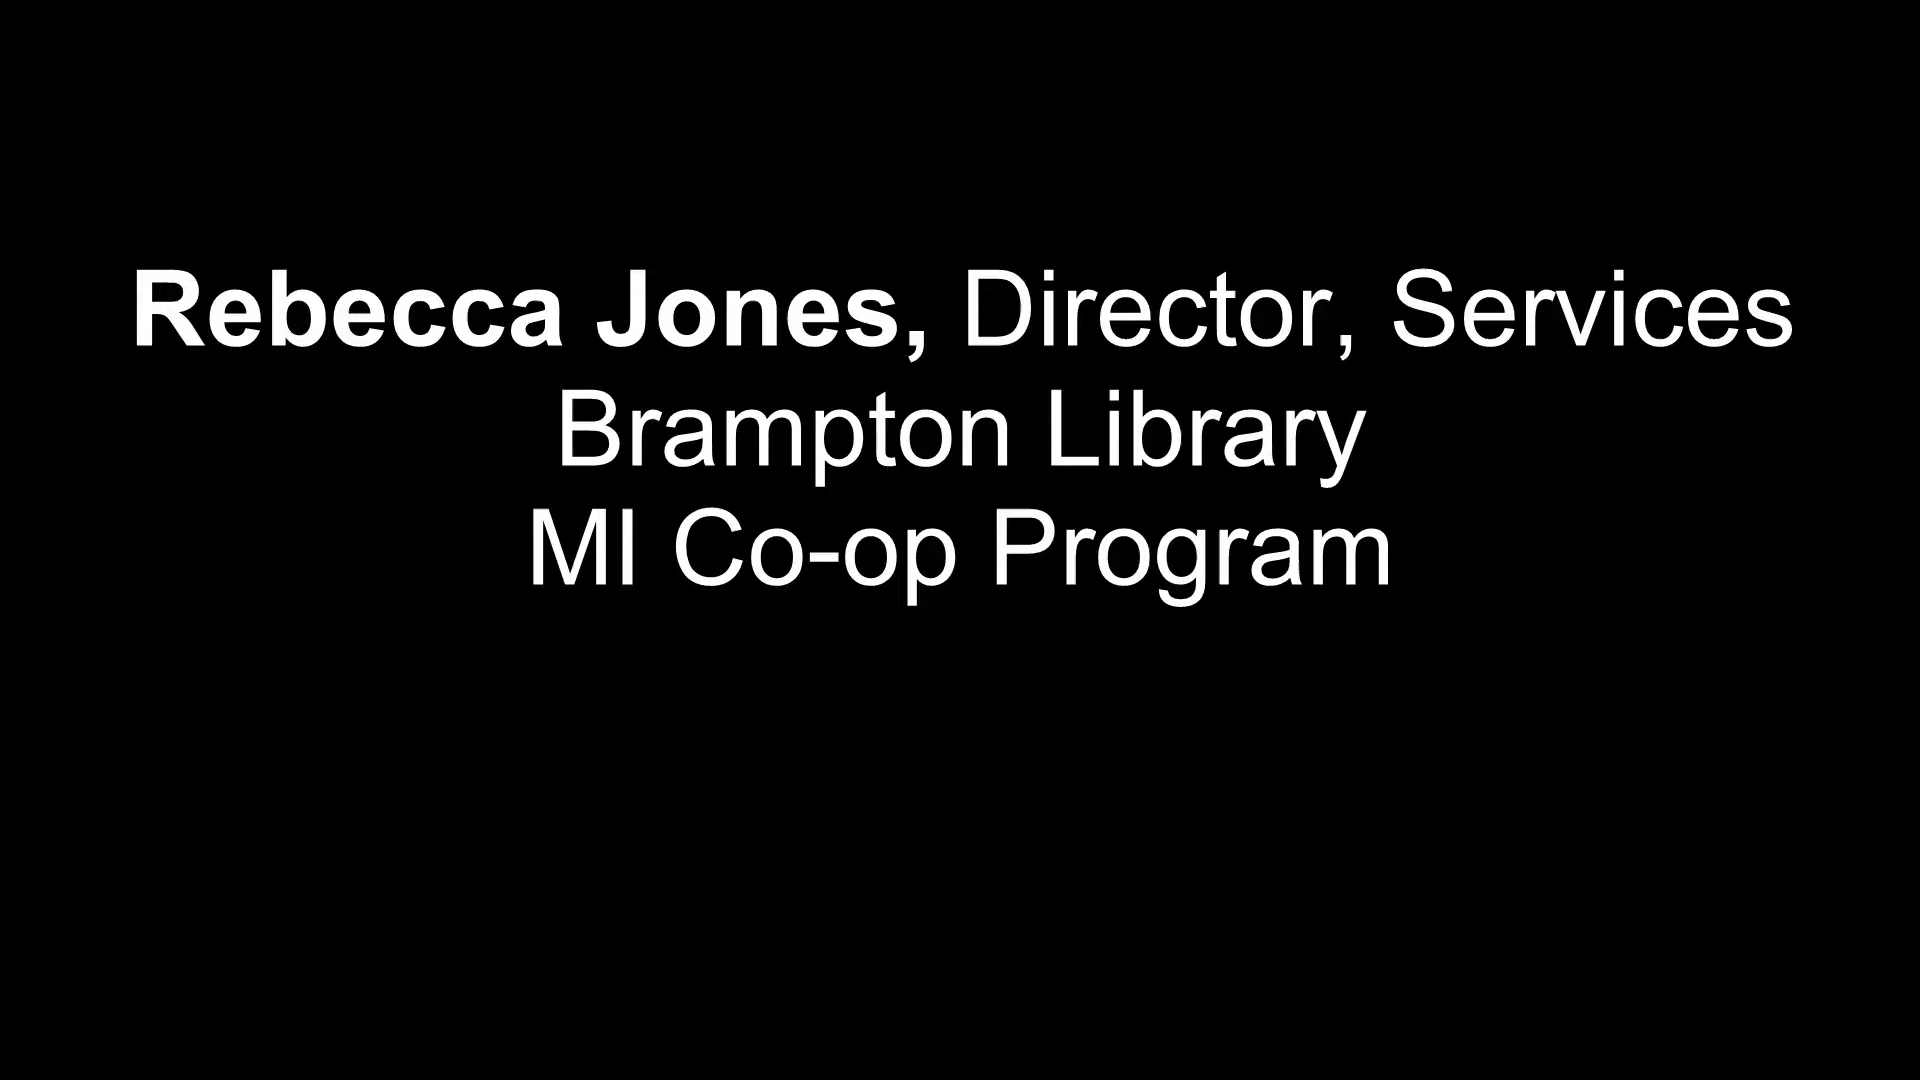 Rebecca Jones, Director, Services
Brampton Library
MI Co-op Program